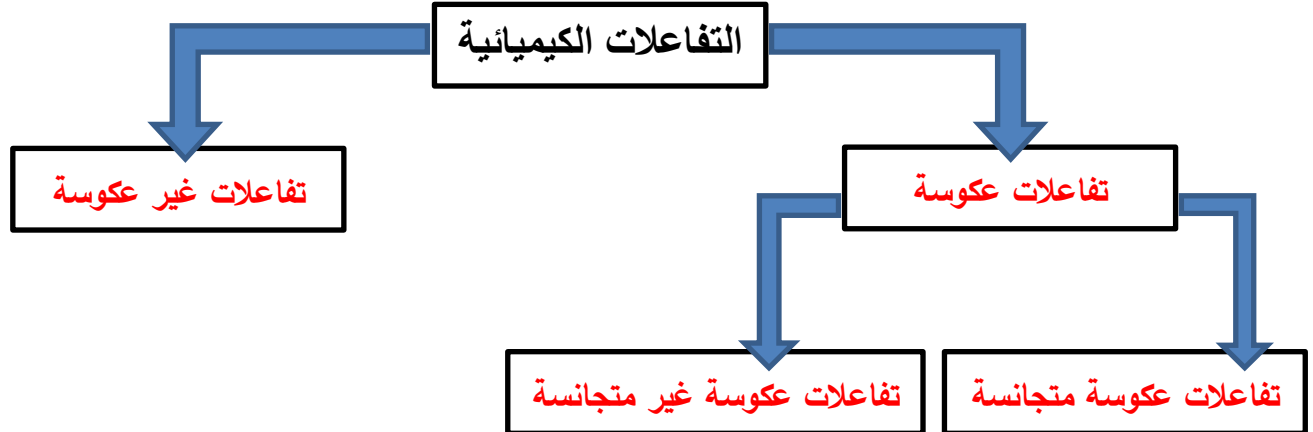 التفاعلات الكيميائية
تفاعلات عكوسة
تفاعلات غير عكوسة
تفاعلات عكوسة متجانسة
تفاعلات عكوسة غير متجانسة